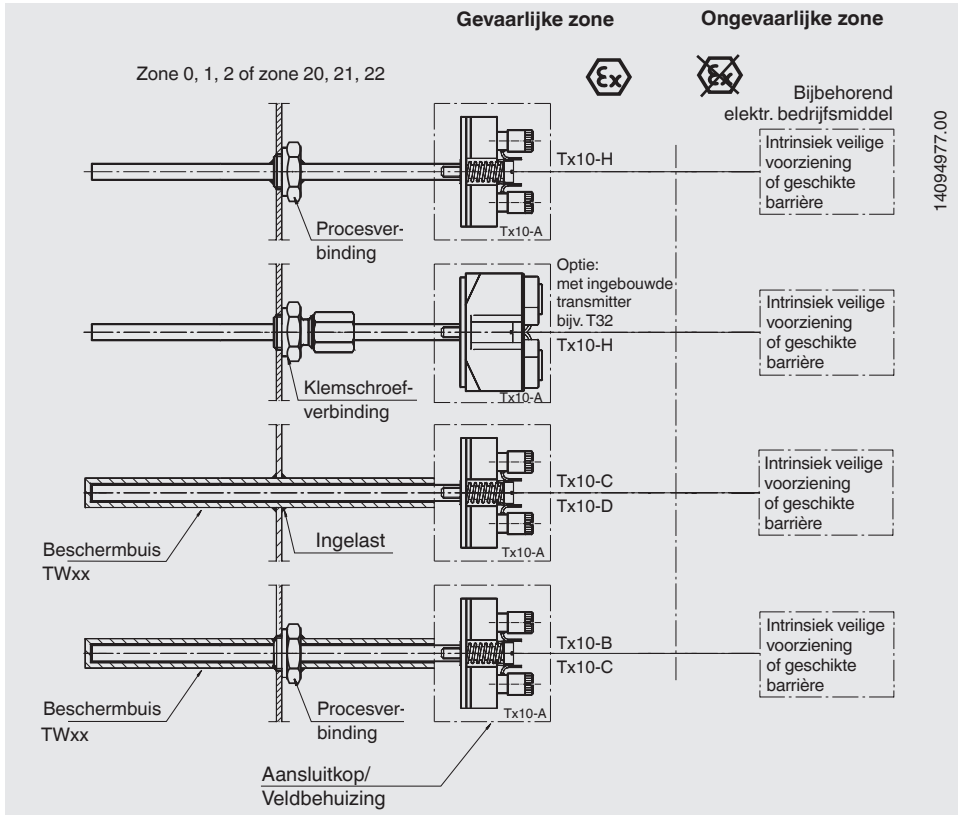 Gevaarlijke zone
Ongevaarlijke zone
Zone 0, 1, 2 of zone 20, 21, 22
Ex
Ex
Bijbehorend
elektr. bedrijfsmiddel
14094977.00
Tx10-H
Intrinsiek veilige
voorziening
of geschikte
barrière
Tx10-A
Procesver-
binding
Optie:
met ingebouwde
transmitter
bijv. T32
Tx10-H
Intrinsiek veilige
voorziening
of geschikte
barrière
Tx10-A
Klemschroef-
verbinding
Tx10-C
Tx10-D
Intrinsiek veilige
voorziening
of geschikte
barrière
Tx10-A
Ingelast
Beschermbuis
TWxx
Tx10-B
Tx10-C
Intrinsiek veilige
voorziening
of geschikte
barrière
Tx10-A
Beschermbuis
TWxx
Procesver-
binding
Aansluitkop/
Veldbehuizing